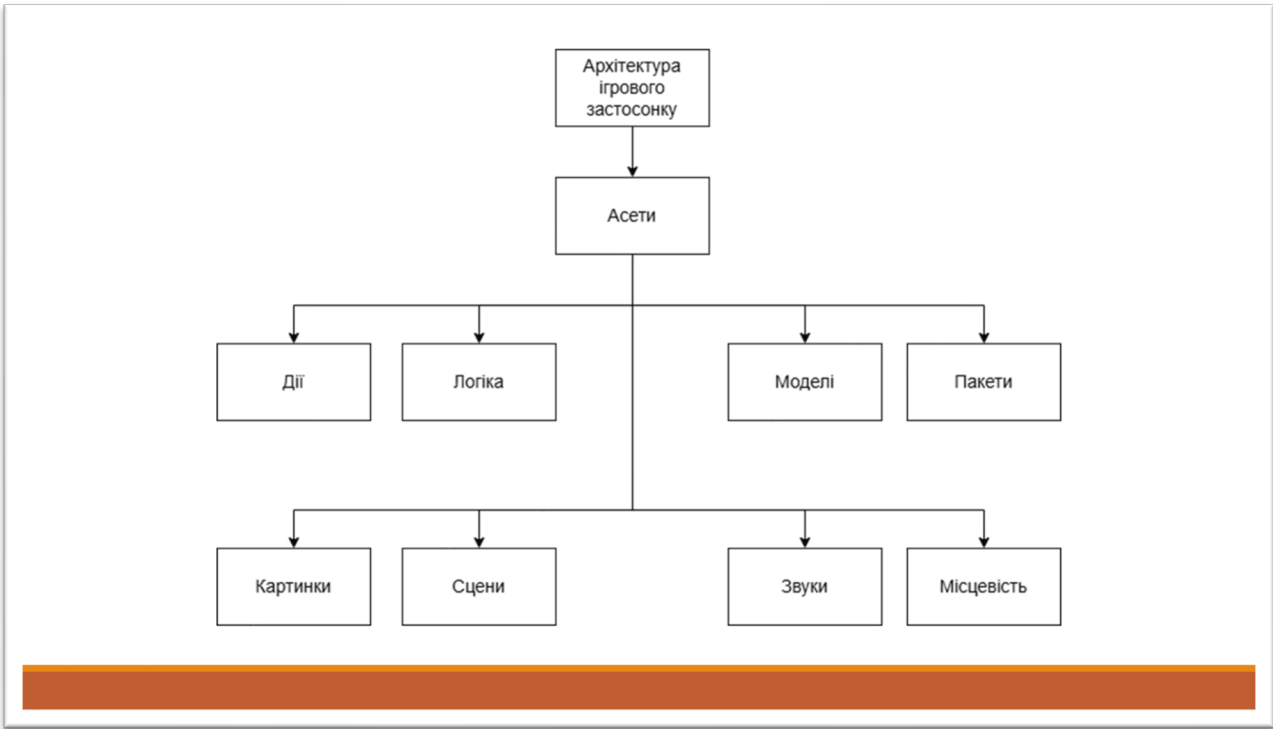 Архітектура
ігрового
застосонку
Асети
Дії
Логіка
Моделі
Пакети
Картинки
Сцени
Звуки
Місцевість